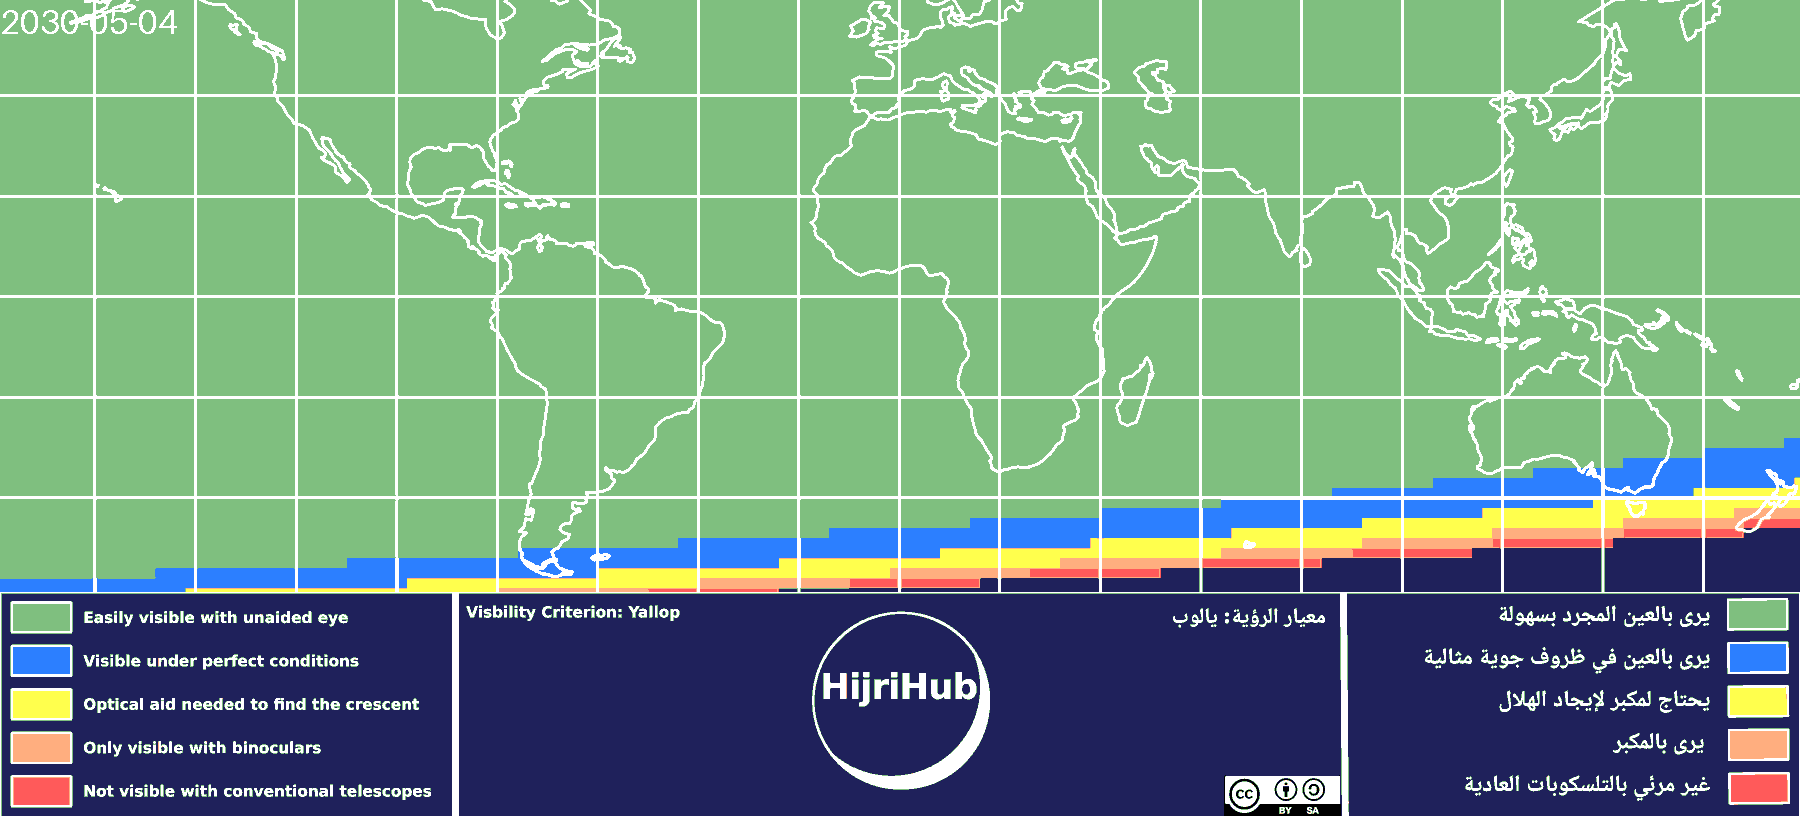 2030-05-04
Easily visible with unaided eye
Visible under perfect conditions
Optical aid needed to find the crescent
Only visible with binoculars
Not visible with conventional telescopes
Visbility Criterion: Yallop
معيار الرؤية: يالوب
HijriHub
cc
BY SA
يرى بالعين المجرد بسهولة
يرى بالعين في ظروف جوية مثالية
يحتاج لمكبر لإيجاد الهلال
يرى بالمكبر
غير مرئي بالتلسكوبات العادية